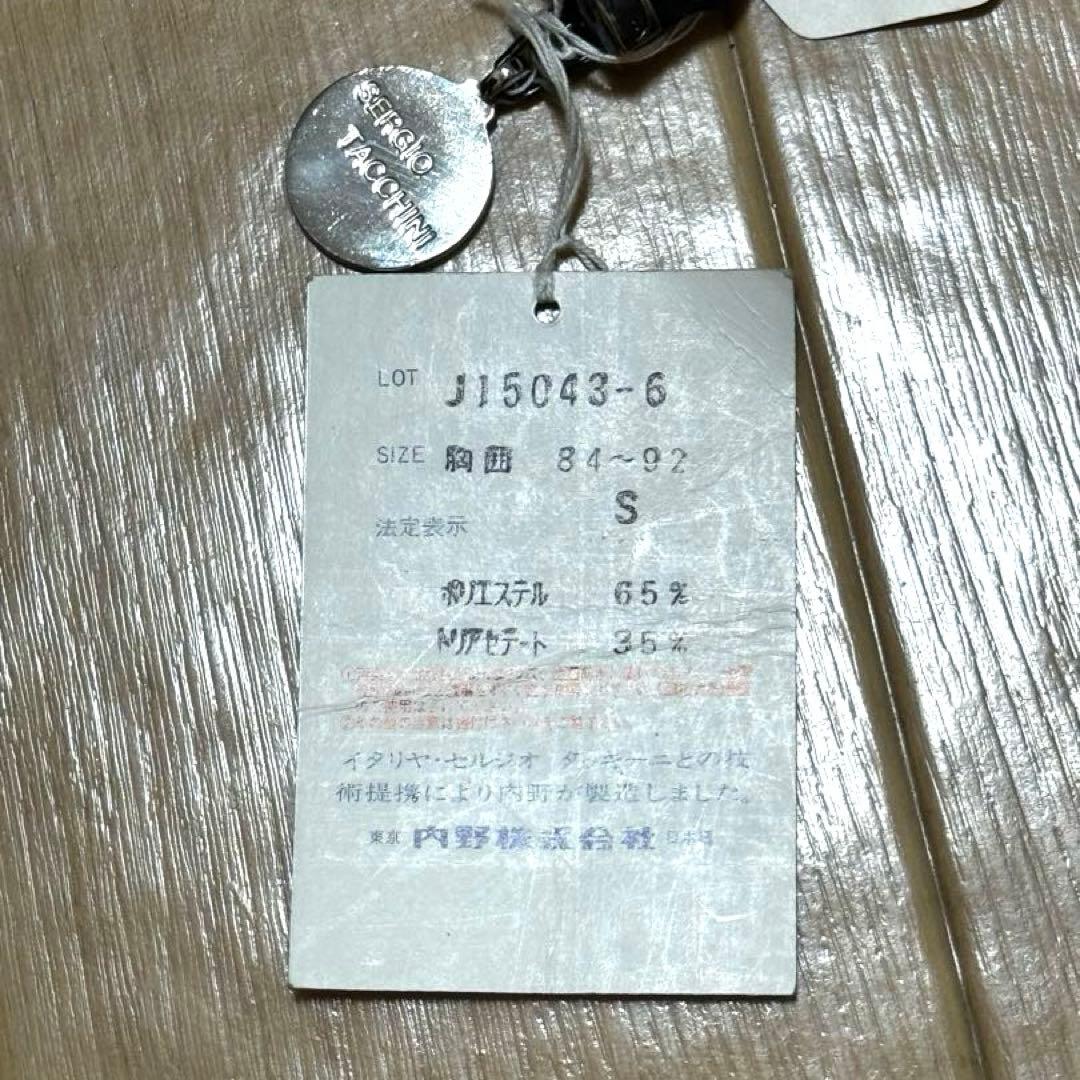 SERGIO
TACCHINI
LOT J15043-6
SIZE 胸囲 84~92
S
法定表示
ポリエステル 65%
トリアセテート 35%
イタリヤ・セルジオ タッキーニとの技
術提携により内野が製造しました。
東京 内野株式会社 日本橋